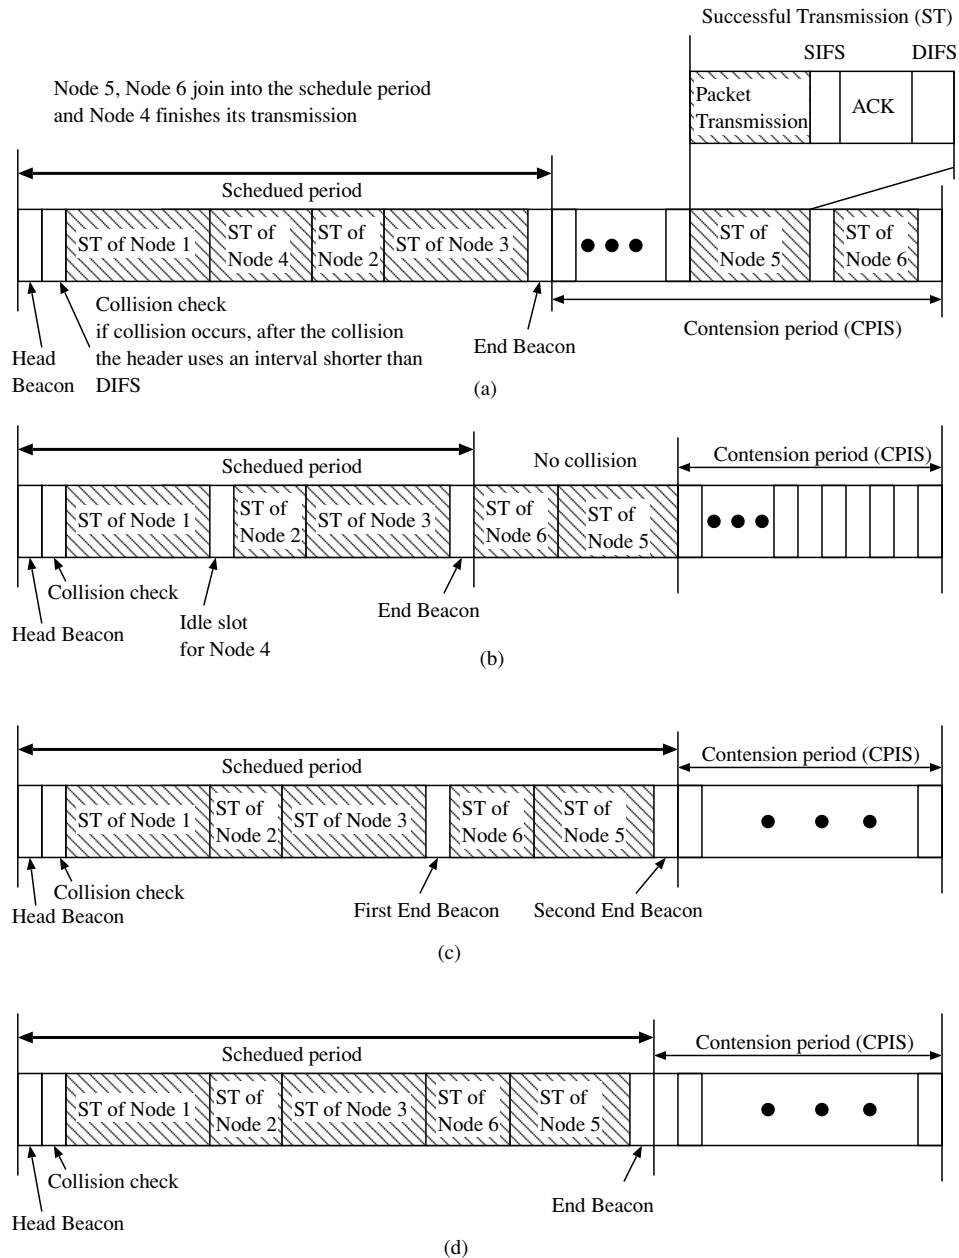 Successful Transmission (ST)
SIFS
DIFS
Node 5, Node 6 join into the schedule period
and Node 4 finishes its transmission
Packet
Transmission
ACK
Schedued period
ST of Node 1
ST of
Node 4
ST of
Node 2
ST of Node 3
ST of
Node 5
ST of
Node 6
Head
Beacon
Collision check
if collision occurs, after the collision
the header uses an interval shorter than
DIFS
End Beacon
Contension period (CPIS)
(a)
Schedued period
No collision
Contension period (CPIS)
ST of Node 1
ST of
Node 2
ST of Node 3
ST of
Node 6
ST of
Node 5
Collision check
Head Beacon
Idle slot
for Node 4
End Beacon
(b)
Schedued period
Contension period (CPIS)
ST of Node 1
ST of
Node 2
ST of Node 3
ST of
Node 6
ST of
Node 5
Collision check
Head Beacon
First End Beacon
Second End Beacon
(c)
Schedued period
Contension period (CPIS)
ST of Node 1
ST of
Node 2
ST of Node 3
ST of
Node 6
ST of
Node 5
Collision check
Head Beacon
End Beacon
(d)